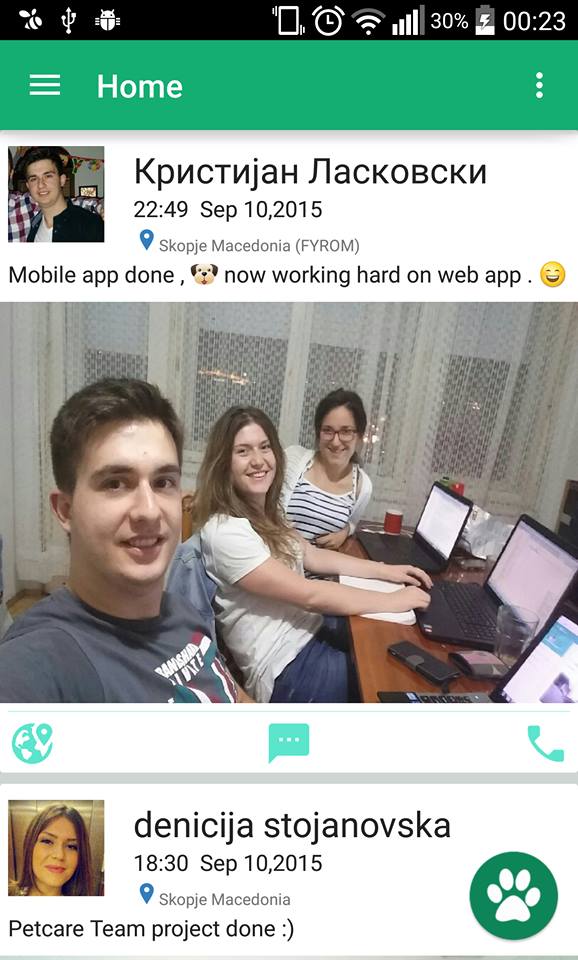 30% 00:23
Home
Кристијан Ласковски
22:49 Sep 10,2015
Skopje Macedonia (FYROM)
Mobile app done , 🐶 now working hard on web app . 😄
denicija stojanovska
18:30 Sep 10,2015
Skopje Macedonia
Petcare Team project done :)